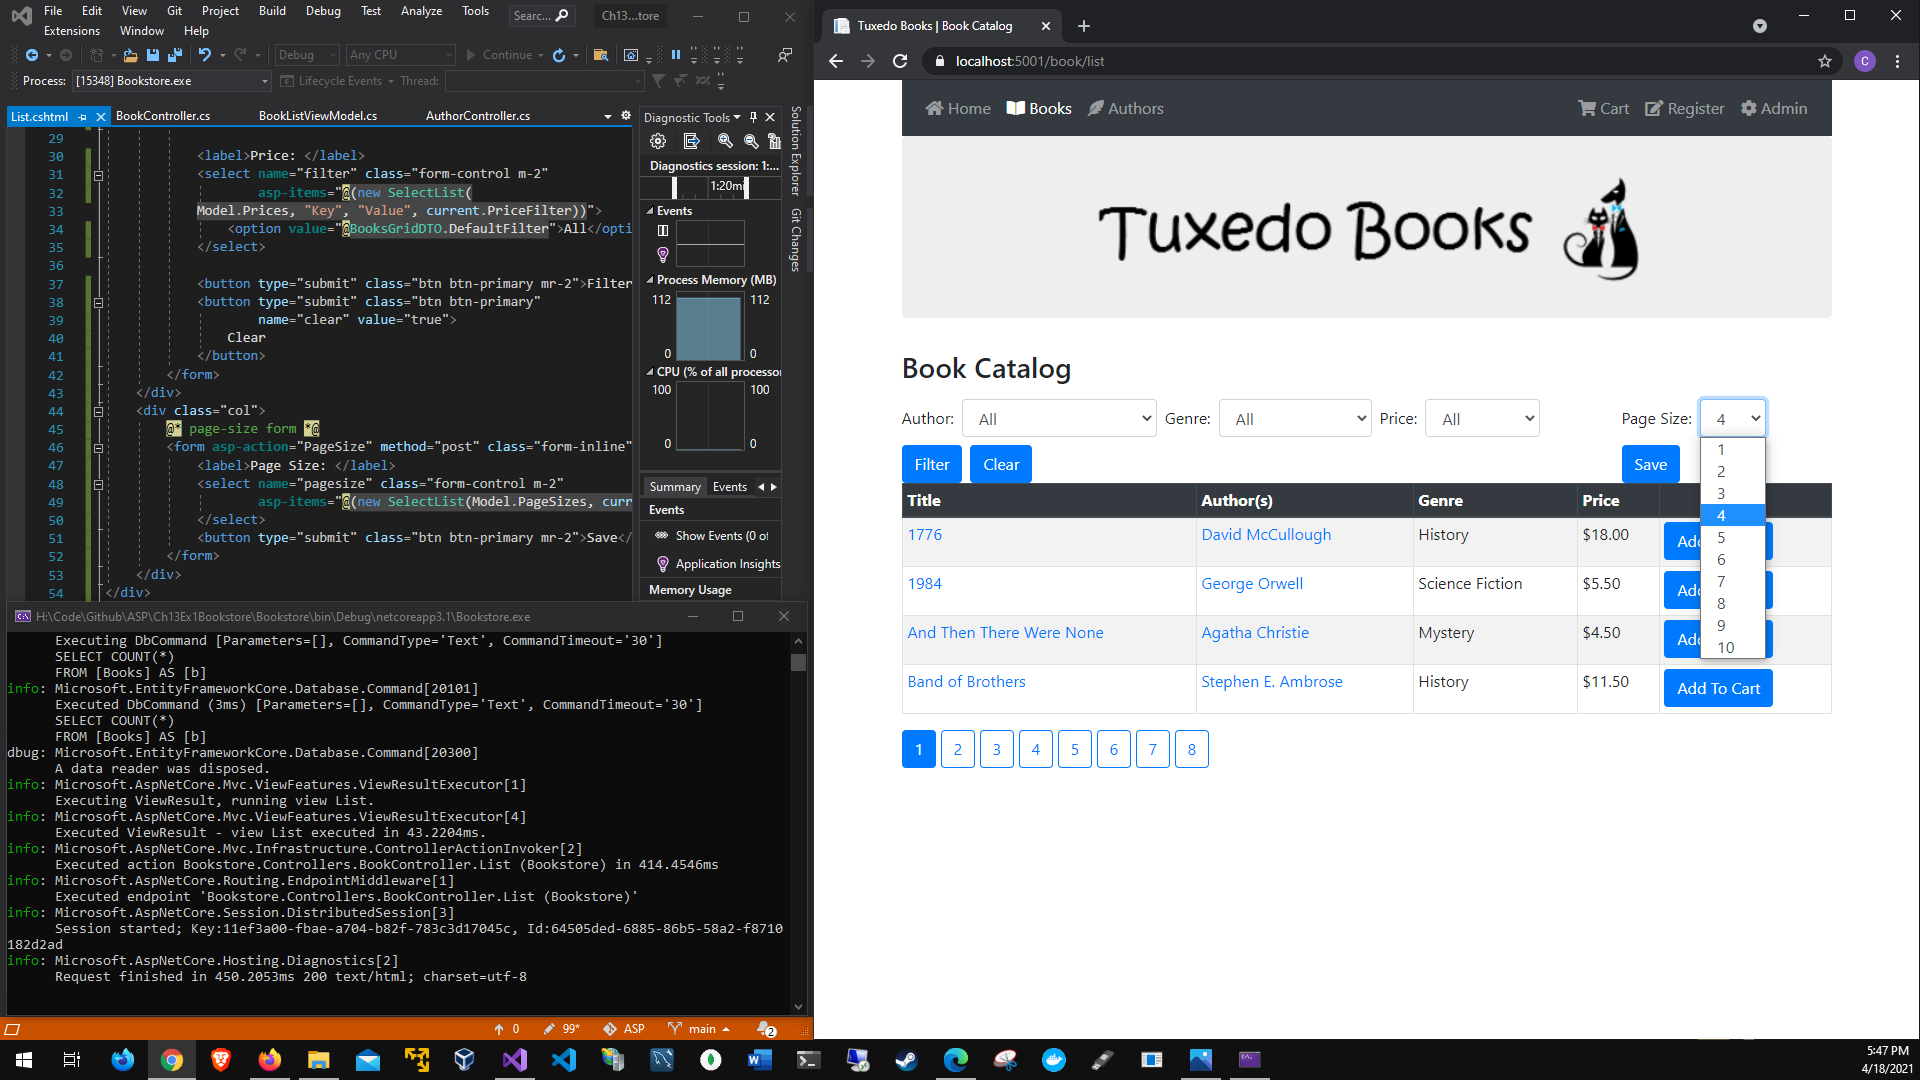 File Edit View Git Project Build Debug Test Analyze Tools Searc... Ch13...tore
Extensions Window Help
Debug Any CPU Continue
Process: [15348] Bookstore.exe Lifecycle Events Thread:
List.cshtml BookController.cs BookListViewModel.cs AuthorController.cs
29
30 <label>Price: </label>
31 <select name="filter" class="form-control m-2"
32 asp-items="@(new SelectList(
33 Model.Prices, "Key", "Value", current.PriceFilter))">
34 <option value="@BooksGridDTO.DefaultFilter">All</opti
35 </select>
36
37 <button type="submit" class="btn btn-primary mr-2">Filter
38 <button type="submit" class="btn btn-primary"
39 name="clear" value="true">
40 Clear
41 </button>
42 </form>
43 </div>
44 <div class="col">
45 @* page-size form *@
46 <form asp-action="PageSize" method="post" class="form-inline"
47 <label>Page Size: </label>
48 <select name="pagesize" class="form-control m-2"
49 asp-items="@(new SelectList(Model.PageSizes, curr
50 </select>
51 <button type="submit" class="btn btn-primary mr-2">Save</
52 </form>
53 </div>
54 </div>
Diagnostic Tools
Diagnostics session: 1:...
1:20mi
Events
Process Memory (MB)
112 112
0 0
CPU (% of all processor
100 100
0 0
Summary Events
Events
Show Events (0 of
Application Insights
Memory Usage
Solution Explorer
Git Changes
H:\Code\Github\ASP\Ch13Ex1Bookstore\Bookstore\bin\Debug\netcoreapp3.1\Bookstore.exe
Executing DbCommand [Parameters=[], CommandType='Text', CommandTimeout='30']
SELECT COUNT(*)
FROM [Books] AS [b]
info: Microsoft.EntityFrameworkCore.Database.Command[20101]
Executed DbCommand (3ms) [Parameters=[], CommandType='Text', CommandTimeout='30']
SELECT COUNT(*)
FROM [Books] AS [b]
dbug: Microsoft.EntityFrameworkCore.Database.Command[20300]
A data reader was disposed.
info: Microsoft.AspNetCore.Mvc.ViewFeatures.ViewResultExecutor[1]
Executing ViewResult, running view List.
info: Microsoft.AspNetCore.Mvc.ViewFeatures.ViewResultExecutor[4]
Executed ViewResult - view List executed in 43.2204ms.
info: Microsoft.AspNetCore.Mvc.Infrastructure.ControllerActionInvoker[2]
Executed action Bookstore.Controllers.BookController.List (Bookstore) in 414.4546ms
info: Microsoft.AspNetCore.Routing.EndpointMiddleware[1]
Executed endpoint 'Bookstore.Controllers.BookController.List (Bookstore)'
info: Microsoft.AspNetCore.Session.DistributedSession[3]
Session started; Key:11ef3a00-fbae-a704-b82f-783c3d17045c, Id:64505ded-6885-86b5-58a2-f8710
182d2ad
info: Microsoft.AspNetCore.Hosting.Diagnostics[2]
Request finished in 450.2053ms 200 text/html; charset=utf-8
0 99* ASP main 2
Tuxedo Books | Book Catalog
localhost:5001/book/list C
Home Books Authors Cart Register Admin
Tuxedo Books
Book Catalog
Author: All Genre: All Price: All Page Size: 4
Filter Clear Save
1
2
3
4
5
6
7
8
9
10
Title Author(s) Genre Price
1776 David McCullough History $18.00 Add
1984 George Orwell Science Fiction $5.50 Add
And Then There Were None Agatha Christie Mystery $4.50 Add
Band of Brothers Stephen E. Ambrose History $11.50 Add To Cart
1 2 3 4 5 6 7 8
5:47 PM
4/18/2021